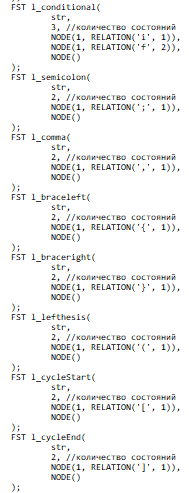 FST l_conditional(
str,
3, //количество состояний
NODE(1, RELATION('i', 1)),
NODE(1, RELATION('f', 2)),
NODE()
);
FST l_semicolon(
str,
2, //количество состояний
NODE(1, RELATION(';', 1)),
NODE()
);
FST l_comma(
str,
2, //количество состояний
NODE(1, RELATION(',', 1)),
NODE()
);
FST l_braceleft(
str,
2, //количество состояний
NODE(1, RELATION('{', 1)),
NODE()
);
FST l_braceright(
str,
2, //количество состояний
NODE(1, RELATION('}', 1)),
NODE()
);
FST l_lefthesis(
str,
2, //количество состояний
NODE(1, RELATION('(', 1)),
NODE()
);
FST l_cycleStart(
str,
2, //количество состояний
NODE(1, RELATION('[', 1)),
NODE()
);
FST l_cycleEnd(
str,
2, //количество состояний
NODE(1, RELATION(']', 1)),
NODE()
);